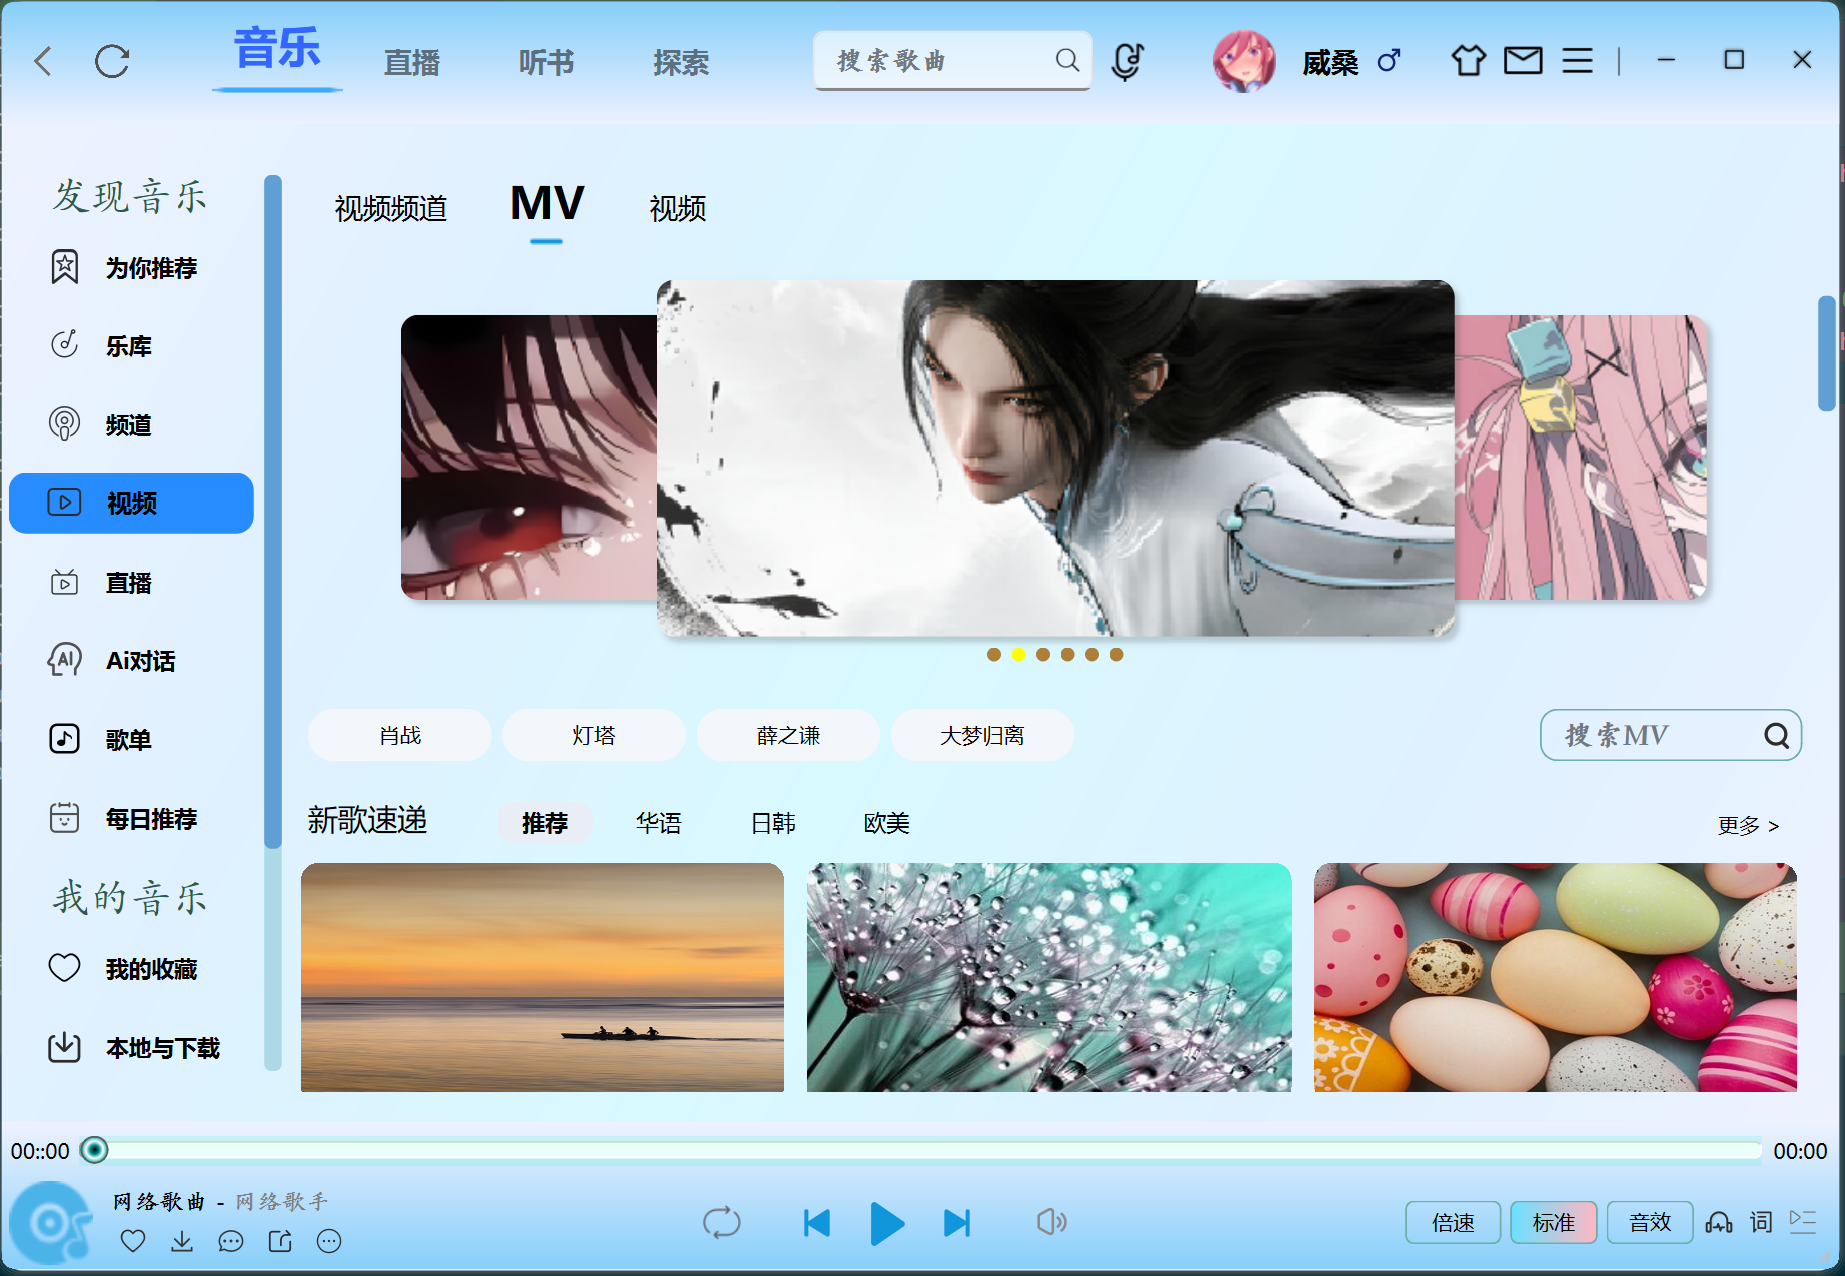 音乐 直播 听书 探索 搜索歌曲 威桑
发现音乐
为你推荐
乐库
频道
视频
直播
Ai对话
歌单
每日推荐
我的音乐
我的收藏
本地与下载
视频频道 MV 视频
肖战 灯塔 薛之谦 大梦归离 搜索MV
新歌速递 推荐 华语 日韩 欧美 更多 >
00::00 00:00
网络歌曲 - 网络歌手
倍速 标准 音效 词